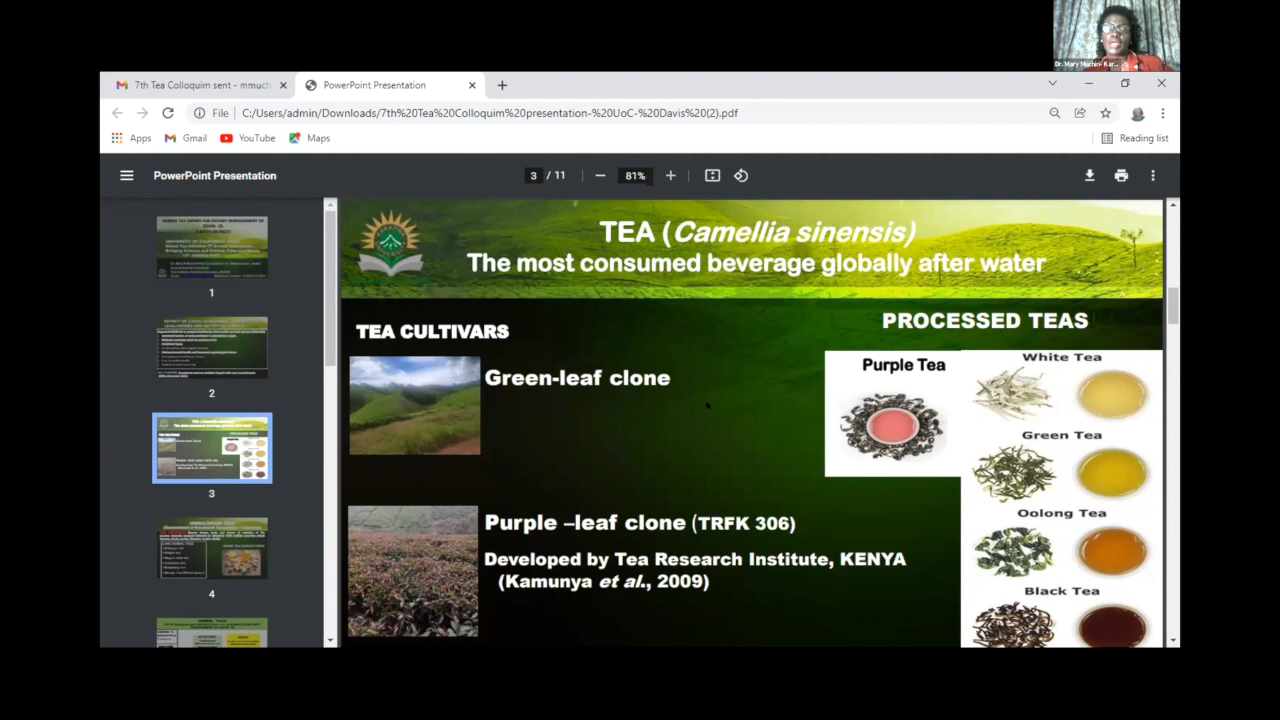 Dr. Mary Muchiri- Kar...
7th Tea Colloquim sent - mmuch
PowerPoint Presentation
File
C:/Users/admin/Downloads/7th%20Tea%20Colloquim%20presentation-%20UoC-%20Davis%20(2).pdf
Apps
Gmail
YouTube
Maps
Reading list
PowerPoint Presentation
3 / 11
81%
1
2
3
4
TEA (Camellia sinensis)
The most consumed beverage globally after water
TEA CULTIVARS
Green-leaf clone
Purple –leaf clone (TRFK 306)
Developed by Tea Research Institute, KENYA
(Kamunya et al., 2009)
PROCESSED TEAS
Purple Tea
White Tea
Green Tea
Oolong Tea
Black Tea